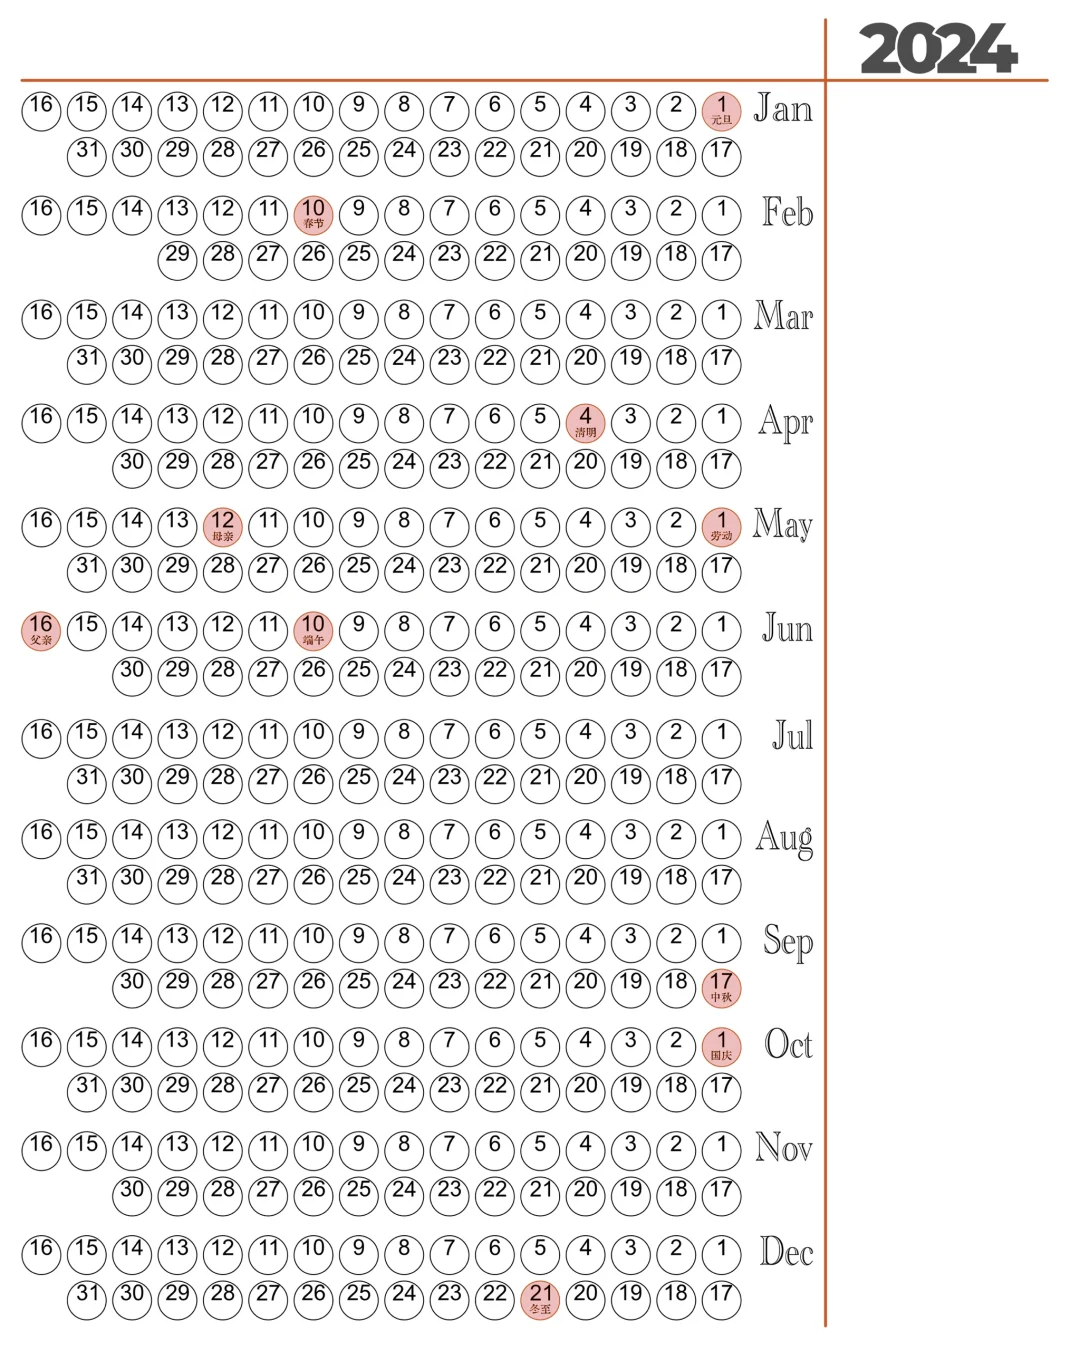 2024
16 15 14 13 12 11 10 9 8 7 6 5 4 3 2 1 Jan
元旦
31 30 29 28 27 26 25 24 23 22 21 20 19 18 17
16 15 14 13 12 11 10 9 8 7 6 5 4 3 2 1 Feb
春节
29 28 27 26 25 24 23 22 21 20 19 18 17
16 15 14 13 12 11 10 9 8 7 6 5 4 3 2 1 Mar
31 30 29 28 27 26 25 24 23 22 21 20 19 18 17
16 15 14 13 12 11 10 9 8 7 6 5 4 3 2 1 Apr
清明
30 29 28 27 26 25 24 23 22 21 20 19 18 17
16 15 14 13 12 11 10 9 8 7 6 5 4 3 2 1 May
母亲 劳动
31 30 29 28 27 26 25 24 23 22 21 20 19 18 17
16 15 14 13 12 11 10 9 8 7 6 5 4 3 2 1 Jun
父亲 端午
30 29 28 27 26 25 24 23 22 21 20 19 18 17
16 15 14 13 12 11 10 9 8 7 6 5 4 3 2 1 Jul
31 30 29 28 27 26 25 24 23 22 21 20 19 18 17
16 15 14 13 12 11 10 9 8 7 6 5 4 3 2 1 Aug
31 30 29 28 27 26 25 24 23 22 21 20 19 18 17
16 15 14 13 12 11 10 9 8 7 6 5 4 3 2 1 Sep
30 29 28 27 26 25 24 23 22 21 20 19 18 17
中秋
16 15 14 13 12 11 10 9 8 7 6 5 4 3 2 1 Oct
国庆
31 30 29 28 27 26 25 24 23 22 21 20 19 18 17
16 15 14 13 12 11 10 9 8 7 6 5 4 3 2 1 Nov
30 29 28 27 26 25 24 23 22 21 20 19 18 17
16 15 14 13 12 11 10 9 8 7 6 5 4 3 2 1 Dec
31 30 29 28 27 26 25 24 23 22 21 20 19 18 17
冬至